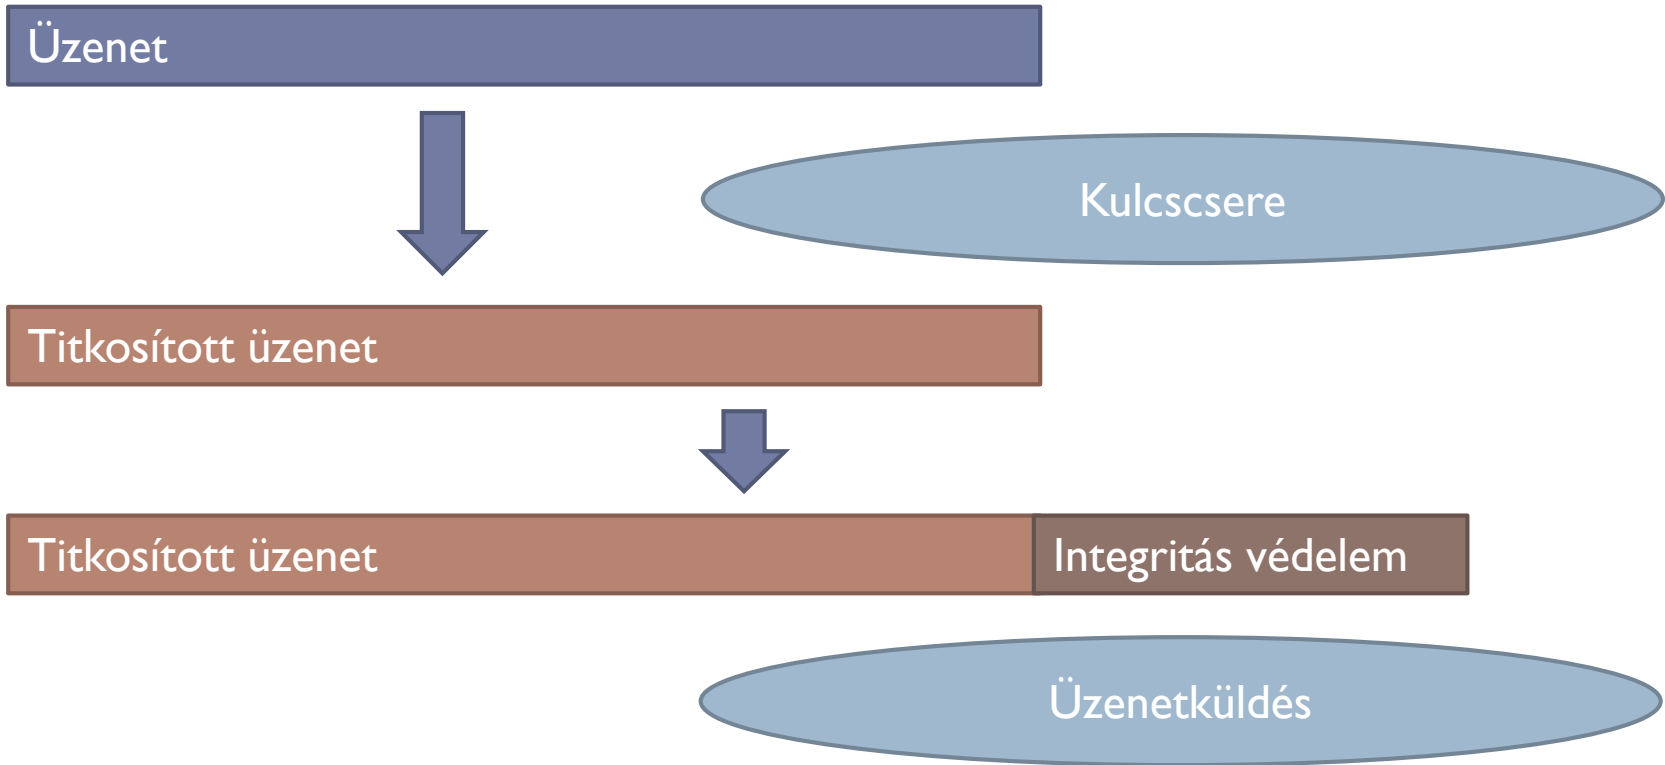 Üzenet
Kulcscsere
Titkosított üzenet
Titkosított üzenet
Integritás védelem
Üzenetküldés